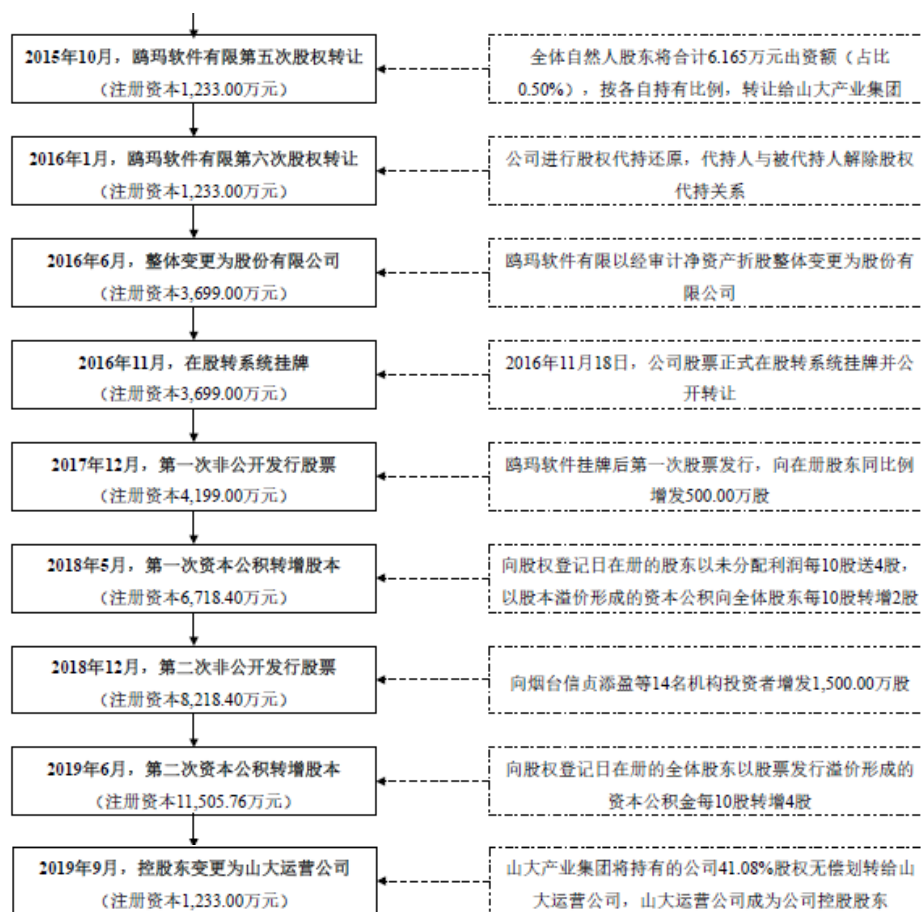 2015年10月，鸥玛软件有限第五次股权转让
（注册资本1,233.00万元）
全体自然人股东将合计6.165万元出资额（占比
0.50%），按各自持有比例，转让给山大产业集团
2016年1月，鸥玛软件有限第六次股权转让
（注册资本1,233.00万元）
公司进行股权代持还原，代持人与被代持人解除股权
代持关系
2016年6月，整体变更为股份有限公司
（注册资本3,699.00万元）
鸥玛软件有限以经审计净资产折股整体变更为股份有
限公司
2016年11月，在股转系统挂牌
（注册资本3,699.00万元）
2016年11月18日，公司股票正式在股转系统挂牌并公
开转让
2017年12月，第一次非公开发行股票
（注册资本4,199.00万元）
鸥玛软件挂牌后第一次股票发行，向在册股东同比例
增发500.00万股
2018年5月，第一次资本公积转增股本
（注册资本6,718.40万元）
向股权登记日在册的股东以未分配利润每10股送4股，
以股本溢价形成的资本公积向全体股东每10股转增2股
2018年12月，第二次非公开发行股票
（注册资本8,218.40万元）
向烟台信贞添盈等14名机构投资者增发1,500.00万股
2019年6月，第二次资本公积转增股本
（注册资本11,505.76万元）
向股权登记日在册的全体股东以股票发行溢价形成的
资本公积金每10股转增4股
2019年9月，控股东变更为山大运营公司
（注册资本1,233.00万元）
山大产业集团将持有的公司41.08%股权无偿划转给山
大运营公司，山大运营公司成为公司控股股东